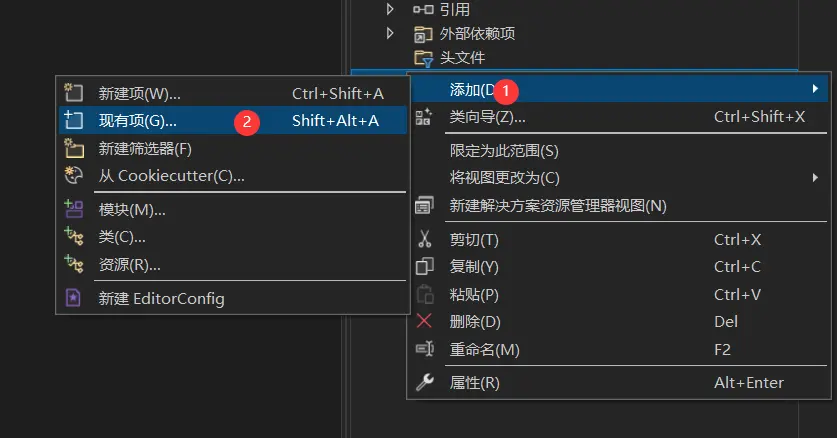 引用
外部依赖项
头文件
添加(D 1
类向导(Z)... Ctrl+Shift+X
限定为此范围(S)
将视图更改为(C)
新建解决方案资源管理器视图(N)
剪切(T) Ctrl+X
复制(Y) Ctrl+C
粘贴(P) Ctrl+V
删除(D) Del
重命名(M) F2
属性(R) Alt+Enter
新建项(W)... Ctrl+Shift+A
现有项(G)... 2 Shift+Alt+A
新建筛选器(F)
从 Cookiecutter(C)...
模块(M)...
类(C)...
资源(R)...
新建 EditorConfig